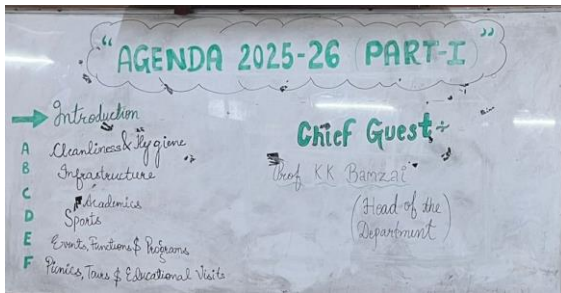 “AGENDA 2025-26 PART-I”
→ Introduction
A Cleanliness & Hygiene
B Infrastructure
C Academics
D Sports
E Events, Functions & Programs
F Picnics, Tours & Educational Visits
Chief Guest ÷
Prof KK Bamzai
(Head of the
Department)